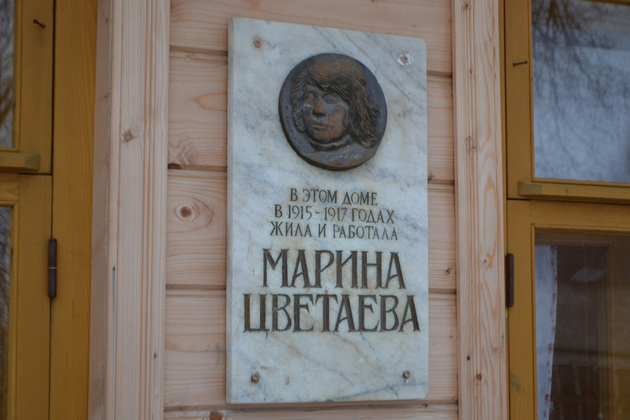 В ЭТОМ ДОМЕ
В 1915-1917 ГОДАХ
ЖИЛА И РАБОТАЛА
МАРИНА
ЦВЕТАЕВА